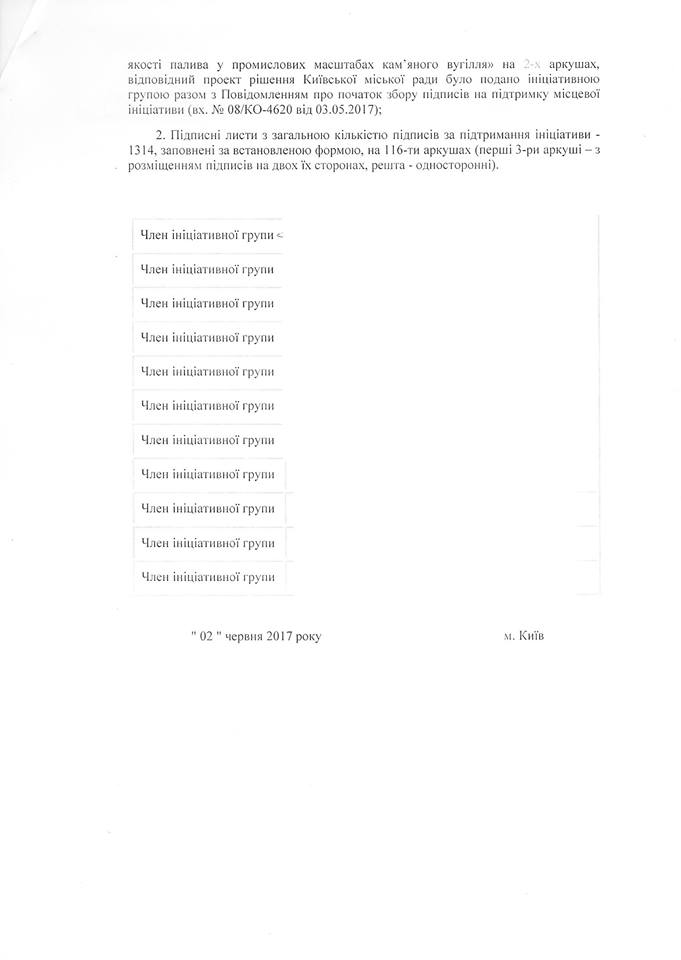 якості палива у промислових масштабах кам’яного вугілля» на 2-х аркушах,
відповідний проект рішення Київської міської ради було подано ініціативною
групою разом з Повідомленням про початок збору підписів на підтримку місцевої
ініціативи (вх. № 08/КО-4620 від 03.05.2017);
2. Підписні листи з загальною кількістю підписів за підтримання ініціативи -
1314, заповнені за встановленою формою, на 116-ти аркушах (перші 3-ри аркуші – з
розміщенням підписів на двох їх сторонах, решта - односторонні).
Член ініціативної групи
Член ініціативної групи
Член ініціативної групи
Член ініціативної групи
Член ініціативної групи
Член ініціативної групи
Член ініціативної групи
Член ініціативної групи
Член ініціативної групи
Член ініціативної групи
Член ініціативної групи
" 02 " червня 2017 року м. Київ